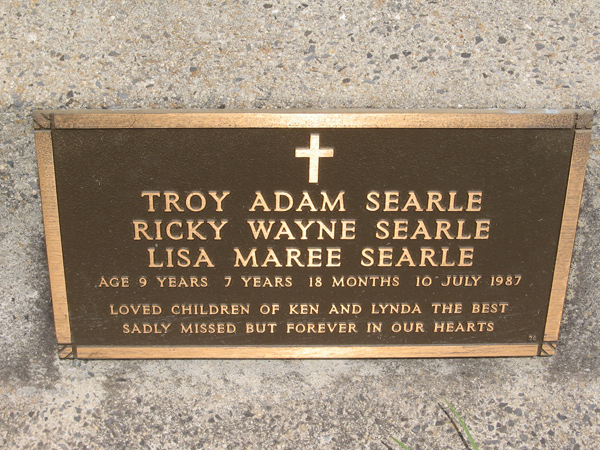 TROY ADAM SEARLE
RICKY WAYNE SEARLE
LISA MAREE SEARLE
AGE 9 YEARS 7 YEARS 18 MONTHS 10 JULY 1987
LOVED CHILDREN OF KEN AND LYNDA THE BEST
SADLY MISSED BUT FOREVER IN OUR HEARTS